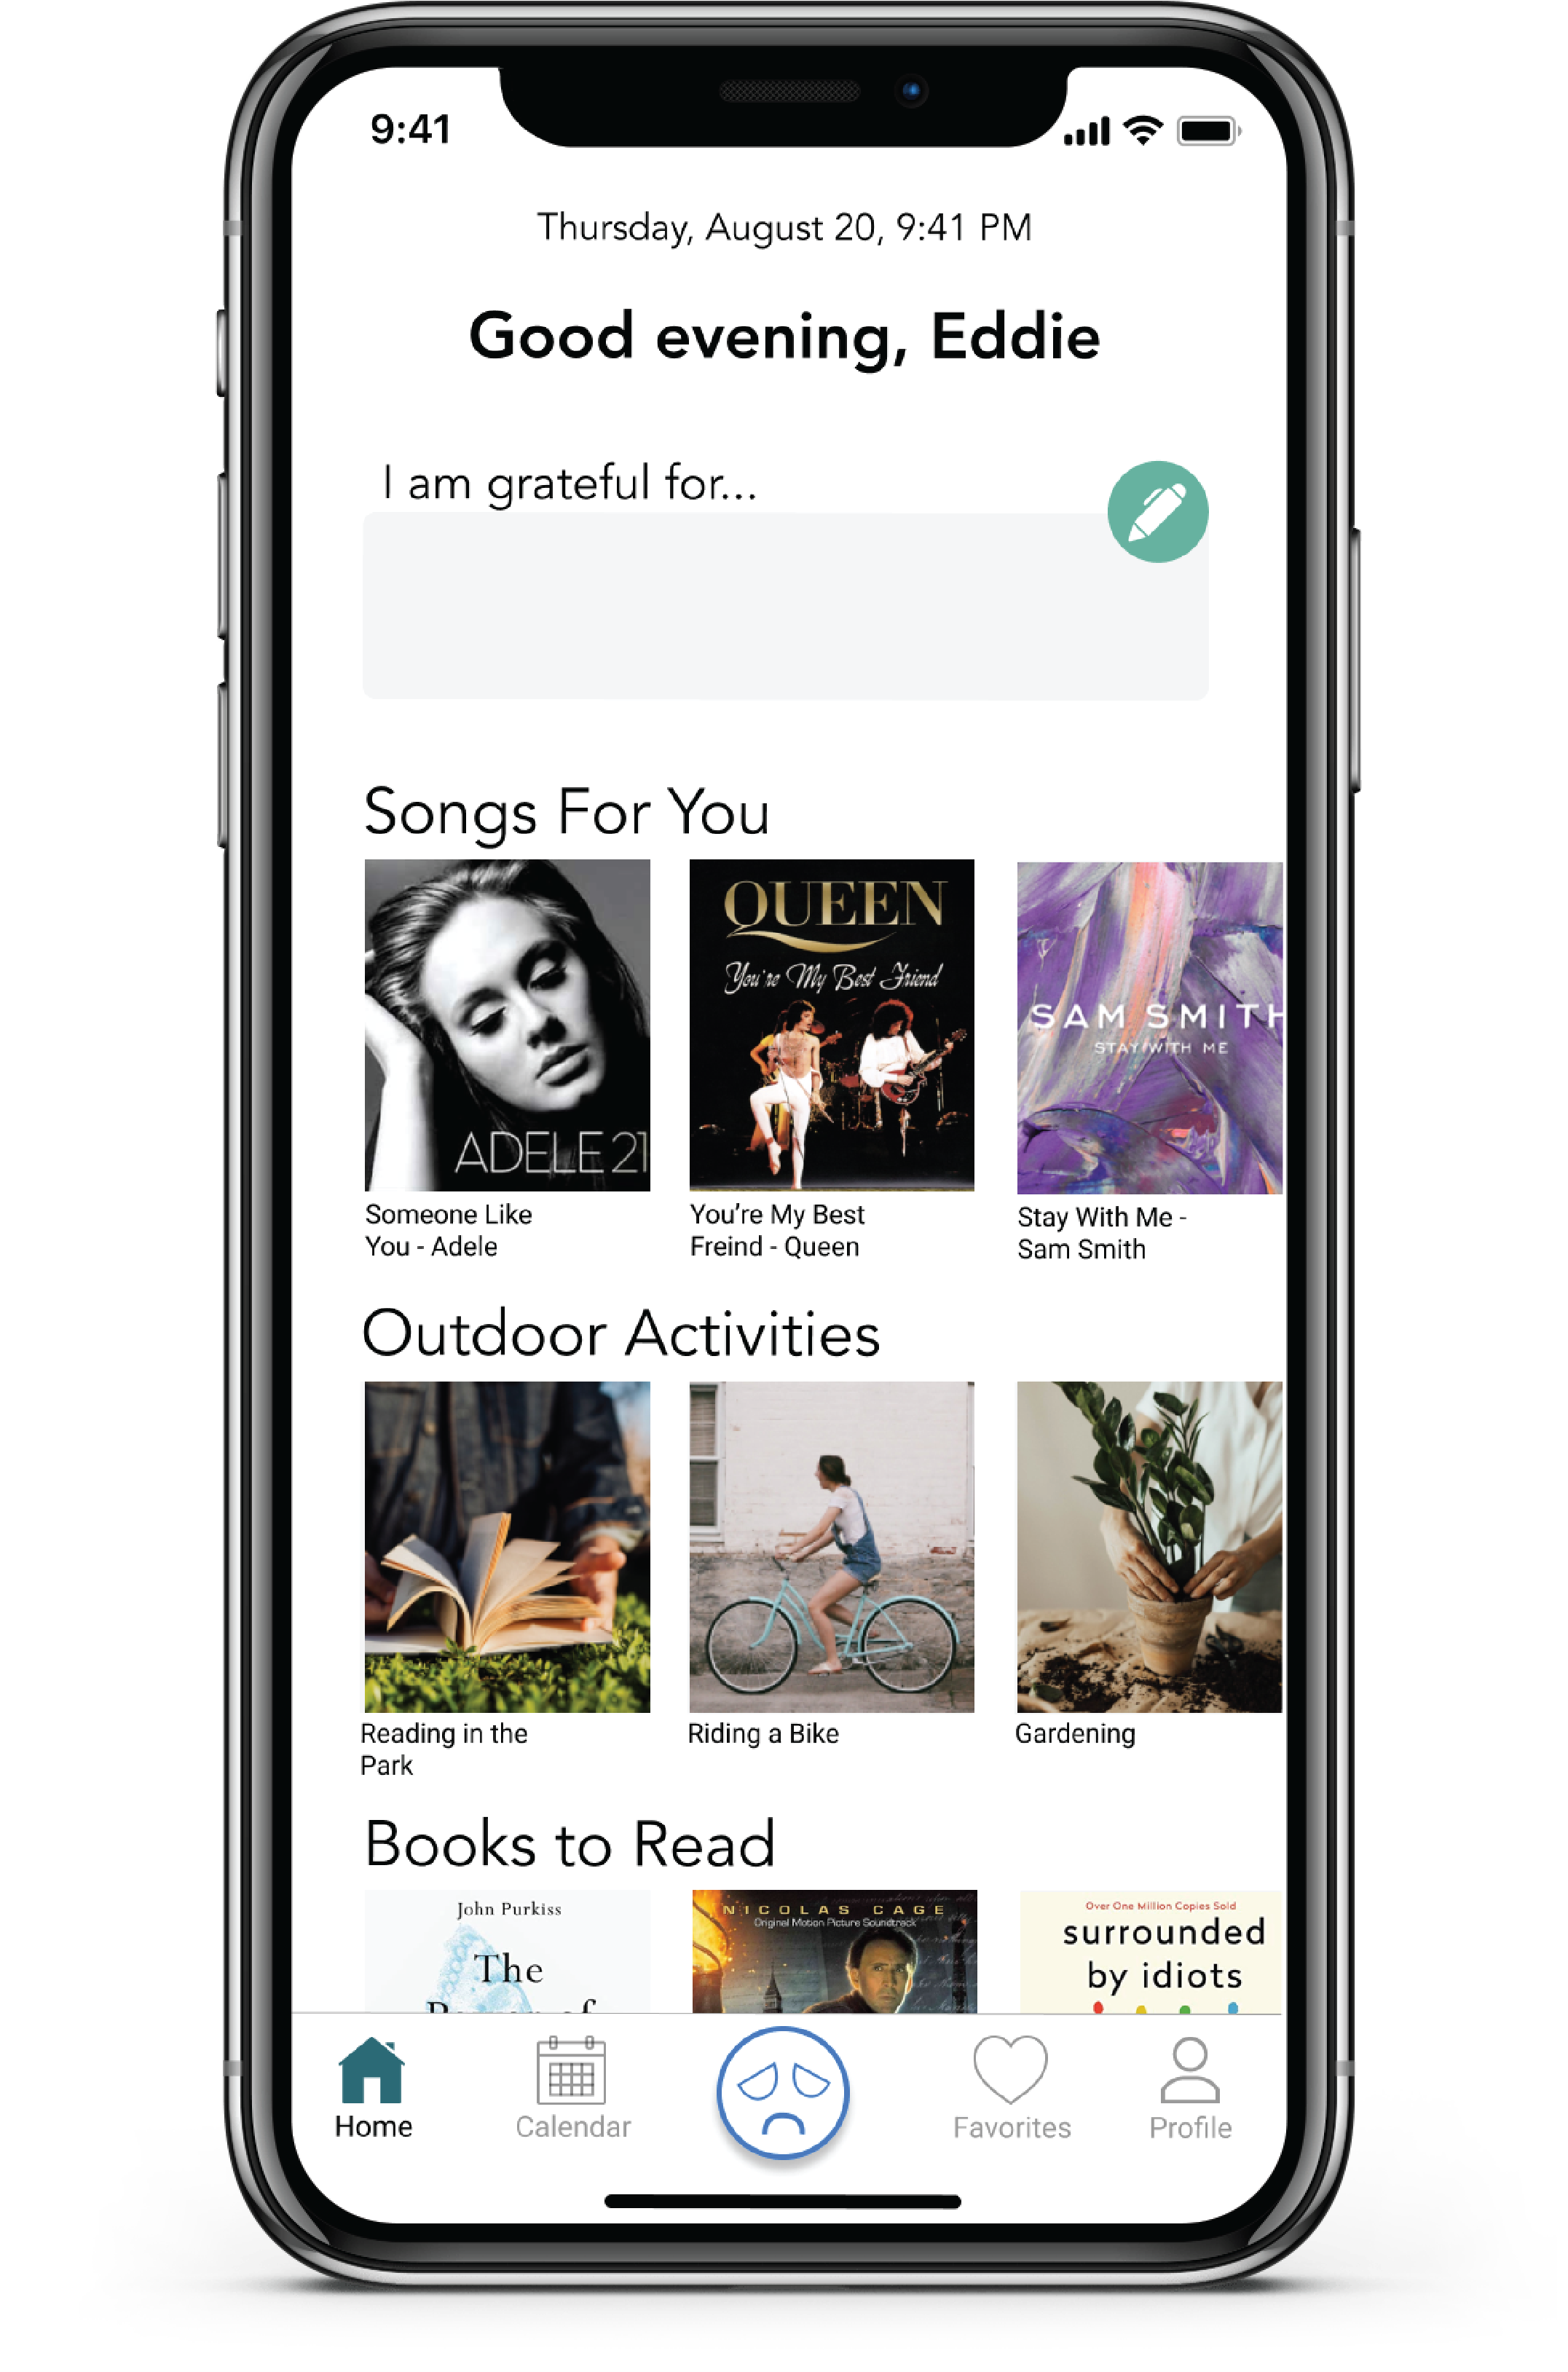 9:41
Thursday, August 20, 9:41 PM
Good evening, Eddie
I am grateful for...
Songs For You
ADELE 21
QUEEN
You're My Best Friend
SAM SMITH
STAY WITH ME
Someone Like
You - Adele
You’re My Best
Freind - Queen
Stay With Me -
Sam Smith
Outdoor Activities
Reading in the
Park
Riding a Bike
Gardening
Books to Read
John Purkiss
The
NICOLAS CAGE
Original Motion Picture Soundtrack
Over One Million Copies Sold
surrounded
by idiots
Home
Calendar
Favorites
Profile